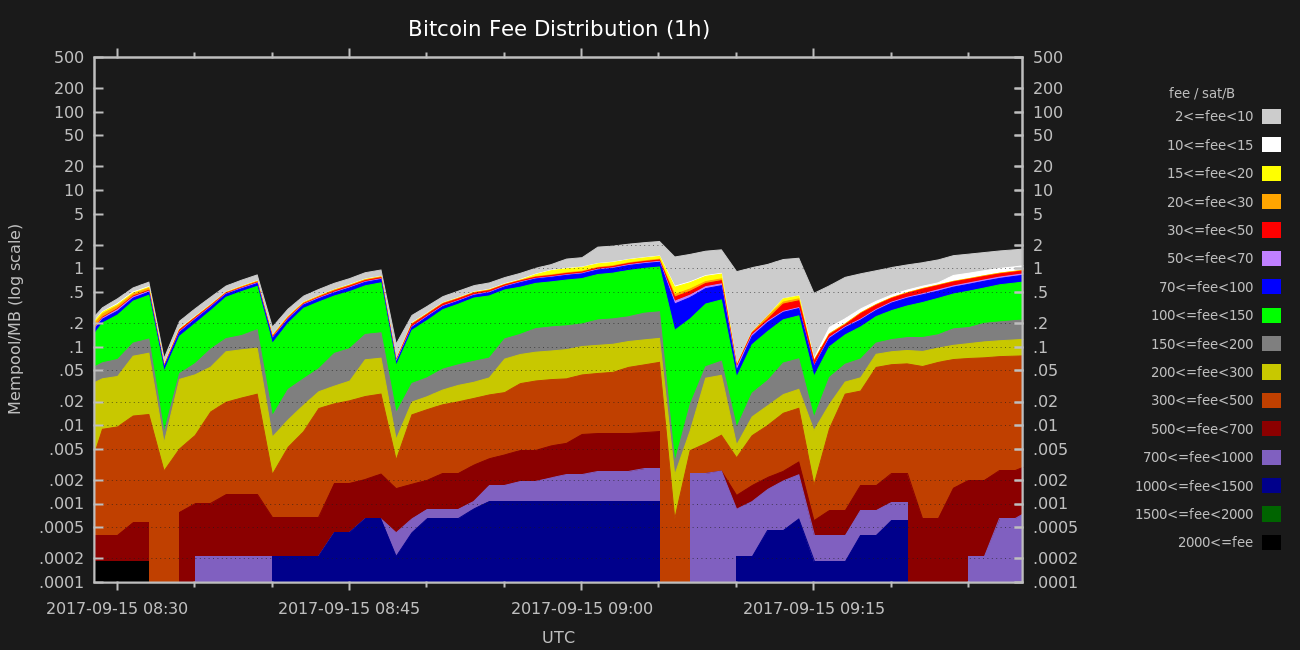 Bitcoin Fee Distribution (1h)
500 500
200 200
100 100
50 50
20 20
10 10
5 5
2 2
1 1
.5 .5
.2 .2
.1 .1
.05 .05
.02 .02
.01 .01
.005 .005
.002 .002
.001 .001
.0005 .0005
.0002 .0002
.0001 .0001
Mempool/MB (log scale)
2017-09-15 08:30 2017-09-15 08:45 2017-09-15 09:00 2017-09-15 09:15
UTC
fee / sat/B
2<=fee<10
10<=fee<15
15<=fee<20
20<=fee<30
30<=fee<50
50<=fee<70
70<=fee<100
100<=fee<150
150<=fee<200
200<=fee<300
300<=fee<500
500<=fee<700
700<=fee<1000
1000<=fee<1500
1500<=fee<2000
2000<=fee